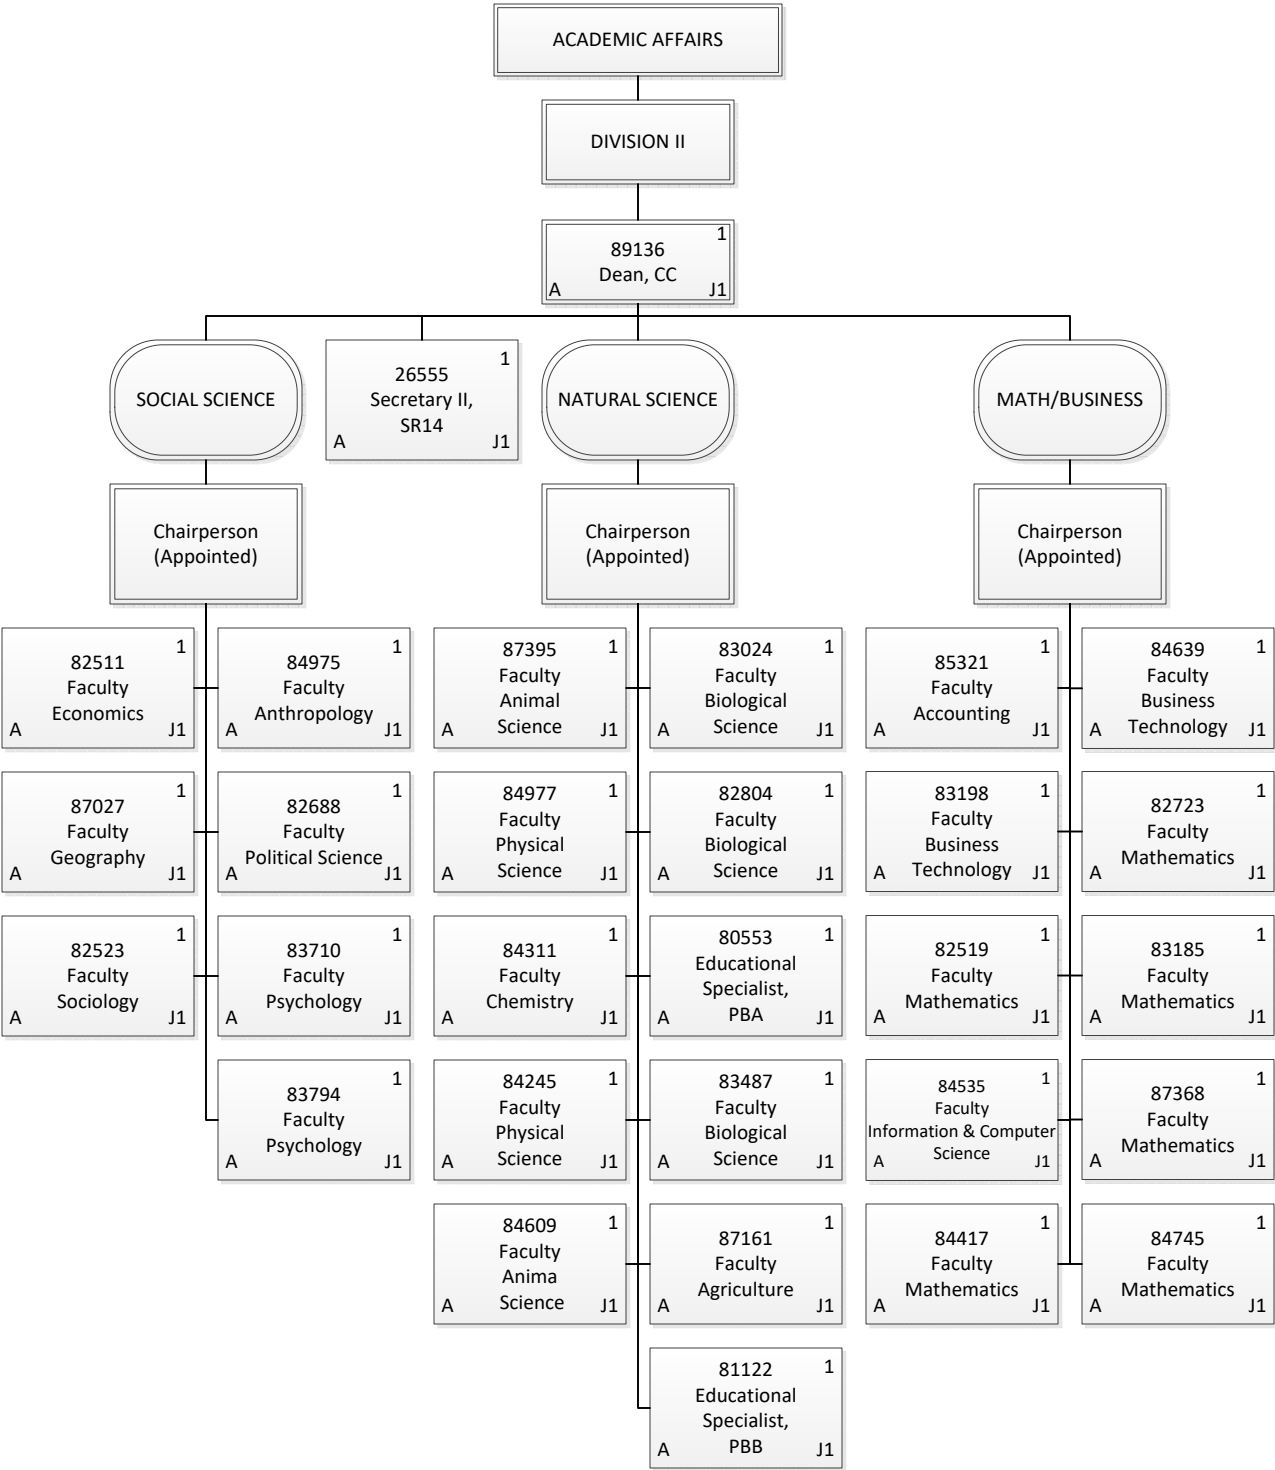 ACADEMIC AFFAIRS
DIVISION II
1
89136
Dean, CC
A J1
SOCIAL SCIENCE
1
26555
Secretary II,
SR14
A J1
NATURAL SCIENCE
MATH/BUSINESS
Chairperson
(Appointed)
Chairperson
(Appointed)
Chairperson
(Appointed)
1
82511
Faculty
Economics
A J1
1
84975
Faculty
Anthropology
A J1
1
87395
Faculty
Animal
Science
A J1
1
83024
Faculty
Biological
Science
A J1
1
85321
Faculty
Accounting
A J1
1
84639
Faculty
Business
Technology
A J1
1
87027
Faculty
Geography
A J1
1
82688
Faculty
Political Science
A J1
1
84977
Faculty
Physical
Science
A J1
1
82804
Faculty
Biological
Science
A J1
1
83198
Faculty
Business
Technology
A J1
1
82723
Faculty
Mathematics
A J1
1
82523
Faculty
Sociology
A J1
1
83710
Faculty
Psychology
A J1
1
84311
Faculty
Chemistry
A J1
1
80553
Educational
Specialist,
PBA
A J1
1
82519
Faculty
Mathematics
A J1
1
83185
Faculty
Mathematics
A J1
1
83794
Faculty
Psychology
A J1
1
84245
Faculty
Physical
Science
A J1
1
83487
Faculty
Biological
Science
A J1
1
84535
Faculty
Information & Computer
Science
A J1
1
87368
Faculty
Mathematics
A J1
1
84609
Faculty
Anima
Science
A J1
1
87161
Faculty
Agriculture
A J1
1
84417
Faculty
Mathematics
A J1
1
84745
Faculty
Mathematics
A J1
1
81122
Educational
Specialist,
PBB
A J1